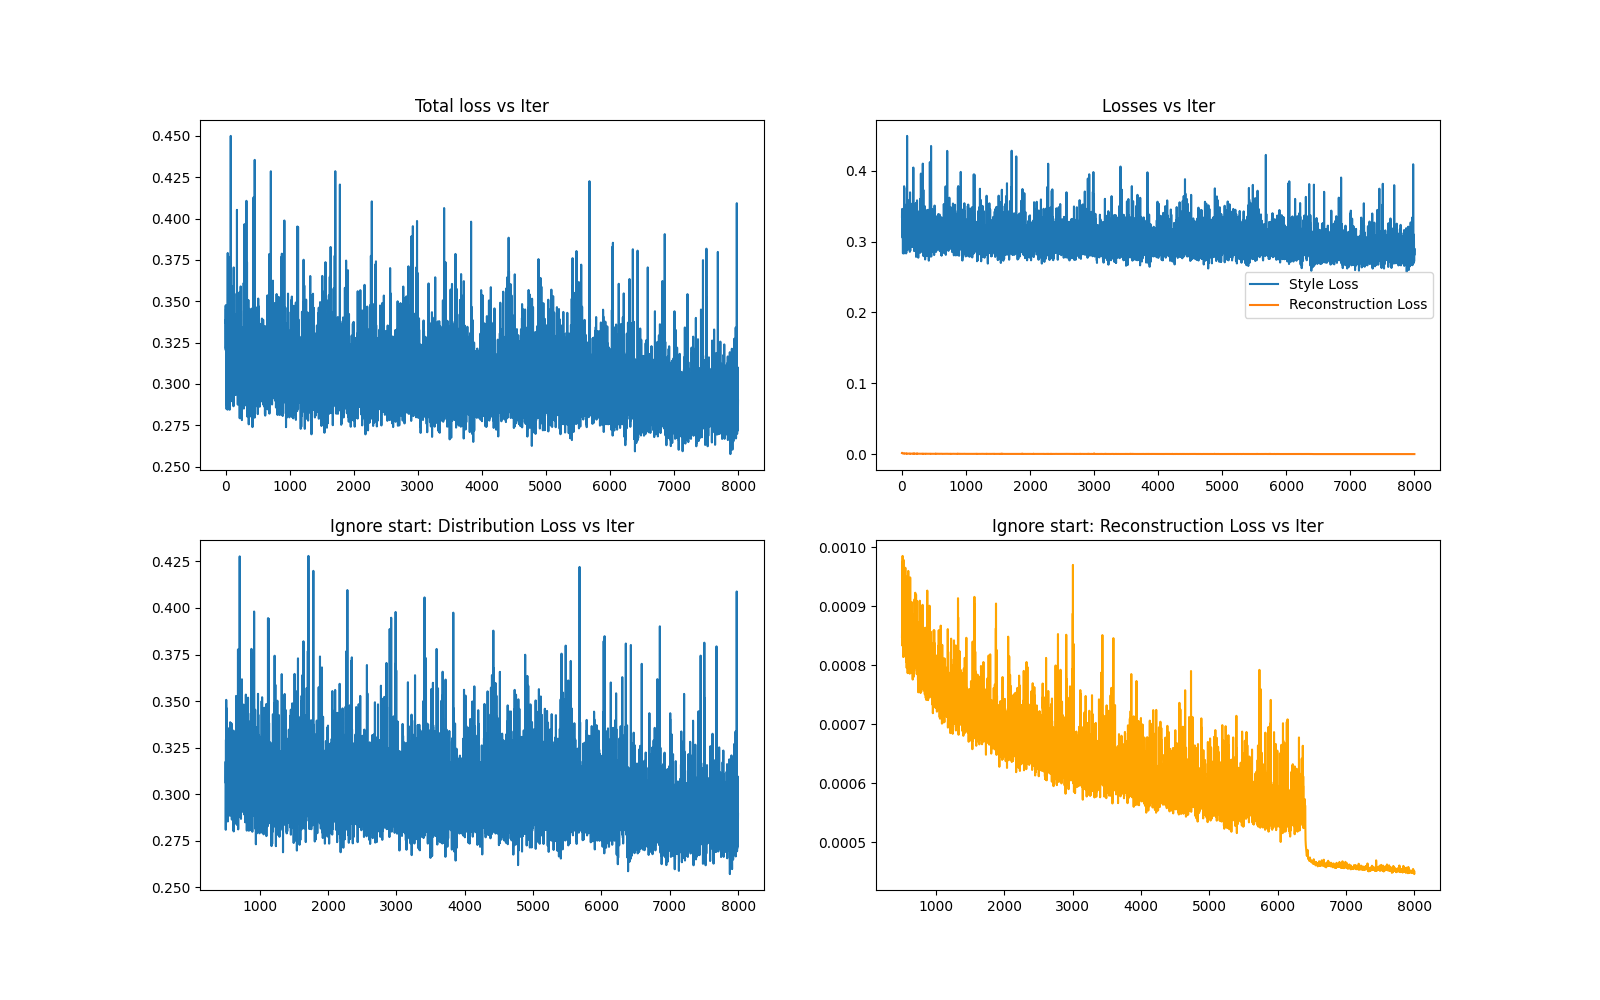 Total loss vs Iter
0.450
0.425
0.400
0.375
0.350
0.325
0.300
0.275
0.250
0 1000 2000 3000 4000 5000 6000 7000 8000
Losses vs Iter
0.4
0.3
0.2
0.1
0.0
Style Loss
Reconstruction Loss
0 1000 2000 3000 4000 5000 6000 7000 8000
Ignore start: Distribution Loss vs Iter
0.425
0.400
0.375
0.350
0.325
0.300
0.275
0.250
1000 2000 3000 4000 5000 6000 7000 8000
Ignore start: Reconstruction Loss vs Iter
0.0010
0.0009
0.0008
0.0007
0.0006
0.0005
1000 2000 3000 4000 5000 6000 7000 8000